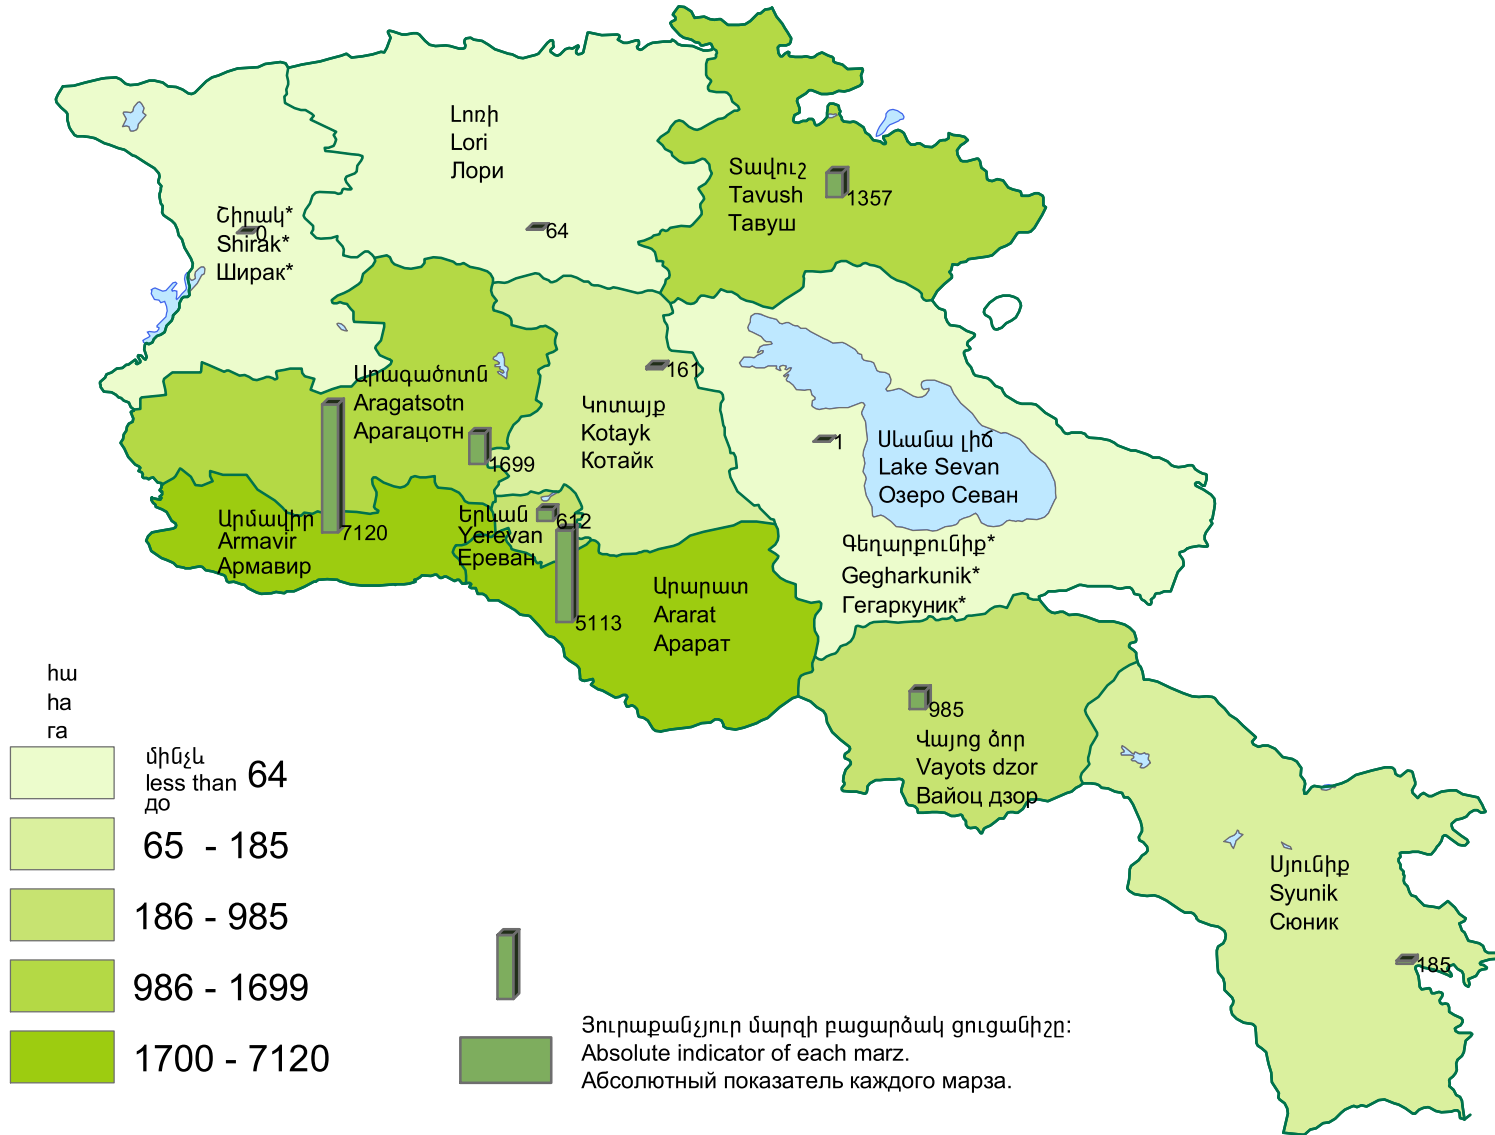 Լոռի
Lori
Лори
64
Տավուշ
Tavush
Тавуш
1357
Շիրակ*
Shirak*
Ширак*
0
Արագածոտն
Aragatsotn
Арагацотн
1699
Կոտայք
Kotayk
Котайк
161
1
Սևանա լիճ
Lake Sevan
Озеро Севан
Գեղարքունիք*
Gegharkunik*
Гегаркуник*
Արմավիր
Armavir
Армавир
7120
Երևան
Yerevan
Ереван
612
5113
Արարատ
Ararat
Арарат
985
Վայոց ձոր
Vayots dzor
Вайоц дзор
Սյունիք
Syunik
Сюник
185
հա
ha
га
մինչև
less than 64
до
65 - 185
186 - 985
986 - 1699
1700 - 7120
Յուրաքանչյուր մարզի բացարձակ ցուցանիշը:
Absolute indicator of each marz.
Абсолютный показатель каждого марза.